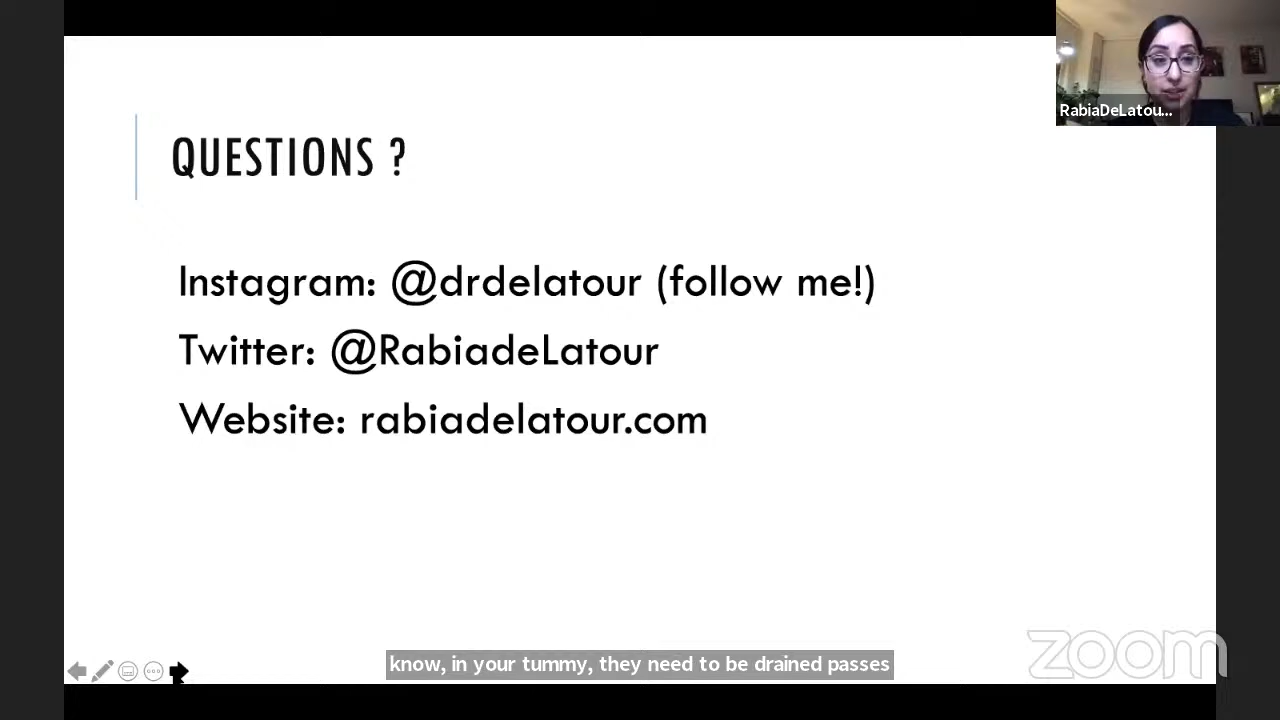 RabiaDeLatou...
QUESTIONS ?
Instagram: @drdelatour (follow me!)
Twitter: @RabiadeLatour
Website: rabiadelatour.com
know, in your tummy, they need to be drained passes
zoom